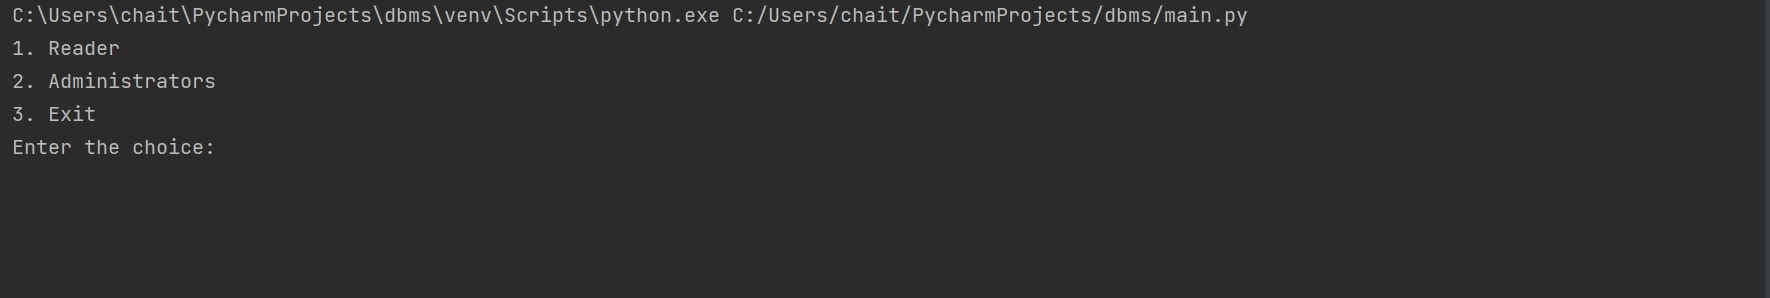 C:\Users\chait\PycharmProjects\dbms\venv\Scripts\python.exe C:/Users/chait/PycharmProjects/dbms/main.py
1. Reader
2. Administrators
3. Exit
Enter the choice: